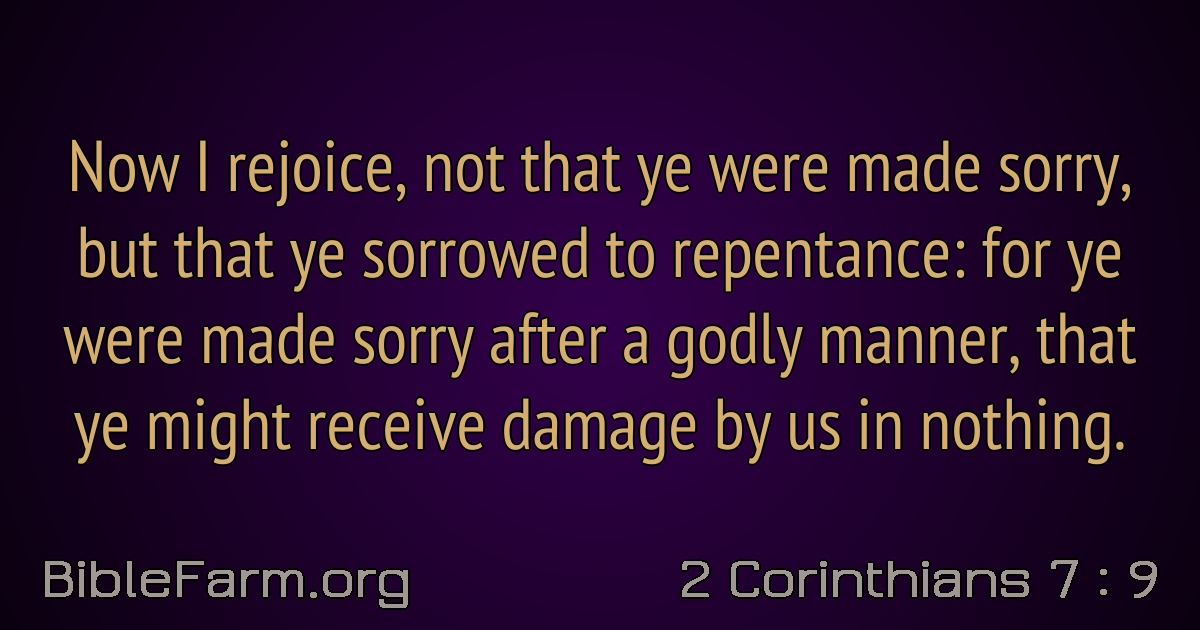 Now I rejoice, not that ye were made sorry,
but that ye sorrowed to repentance: for ye
were made sorry after a godly manner, that
ye might receive damage by us in nothing.
BibleFarm.org
2 Corinthians 7 : 9